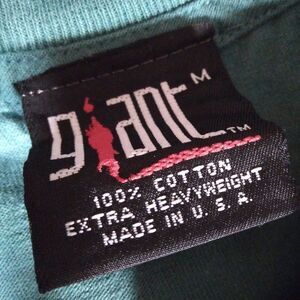 giant M
TM
100% COTTON
EXTRA HEAVYWEIGHT
MADE IN U. S. A.